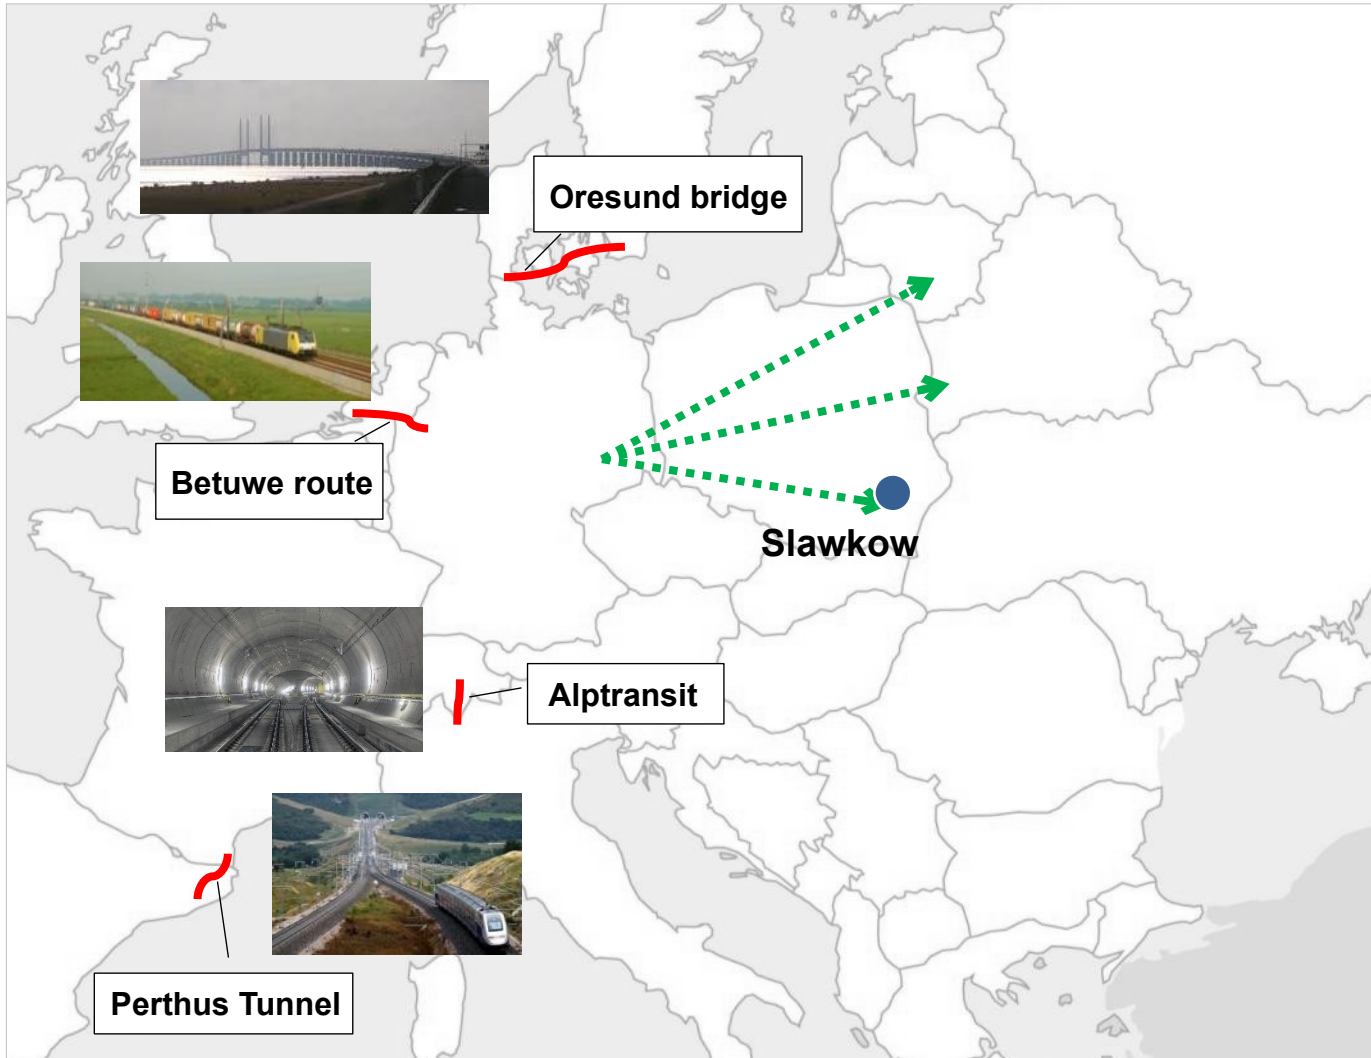 Oresund bridge
Betuwe route
Slawkow
Alptransit
Perthus Tunnel